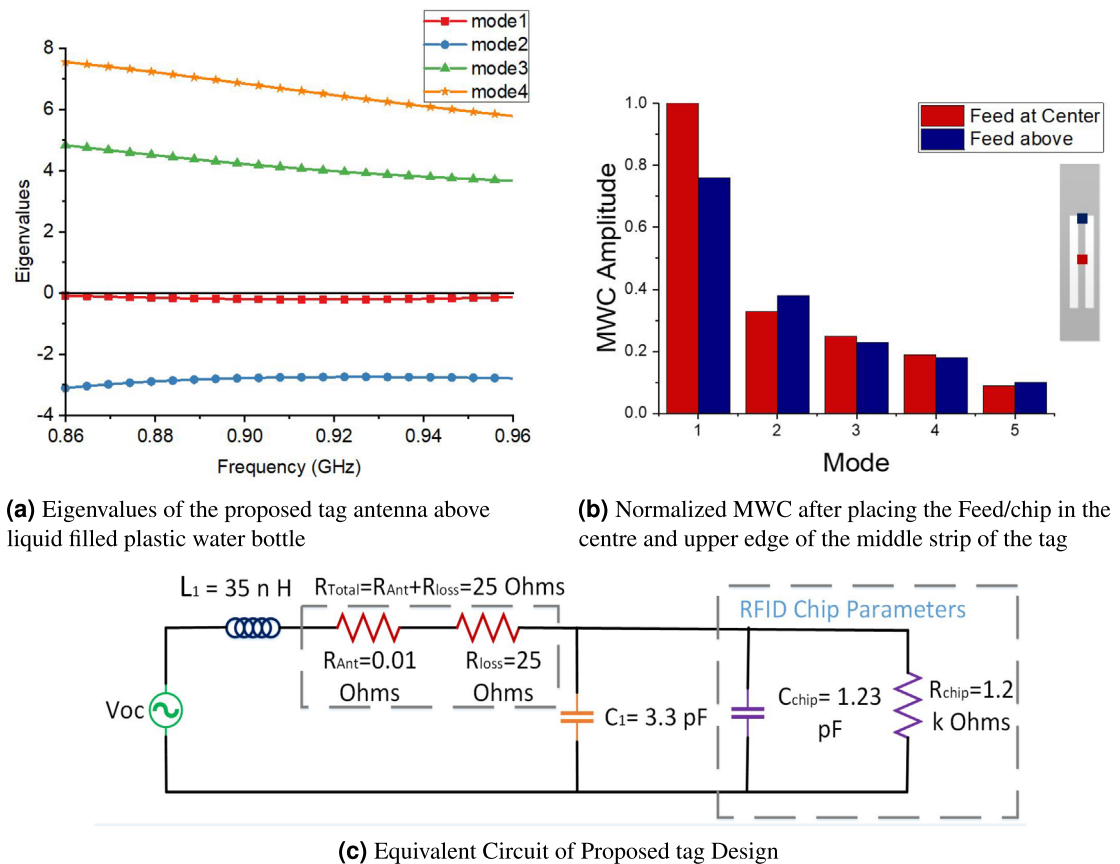 mode1
mode2
mode3
mode4
8
6
4
2
0
-2
-4
Eigenvalues
0.86
0.88
0.90
0.92
0.94
0.96
Frequency (GHz)
(a) Eigenvalues of the proposed tag antenna above
liquid filled plastic water bottle
Feed at Center
Feed above
1.0
0.8
0.6
0.4
0.2
0.0
MWC Amplitude
1
2
3
4
5
Mode
(b) Normalized MWC after placing the Feed/chip in the
centre and upper edge of the middle strip of the tag
L1 = 35 n H
RTotal=RAnt+Rloss=25 Ohms
RAnt=0.01
Ohms
Rloss=25
Ohms
Voc
C1= 3.3 pF
RFID Chip Parameters
Cchip= 1.23
pF
Rchip=1.2
k Ohms
(c) Equivalent Circuit of Proposed tag Design